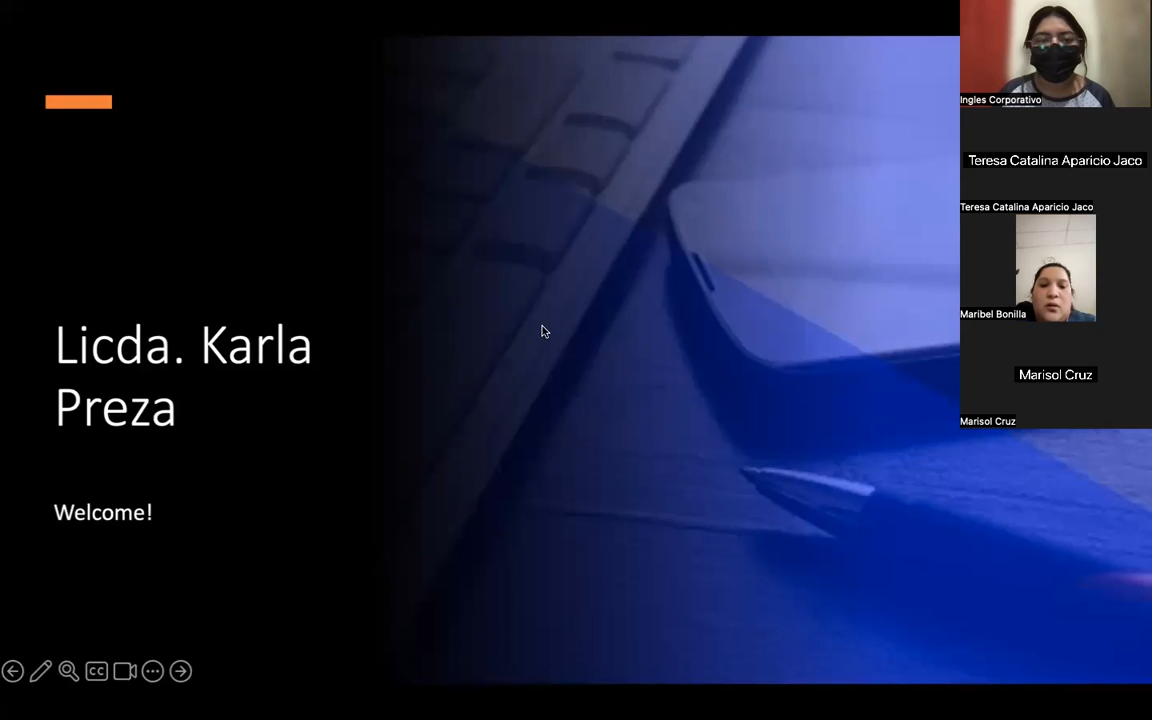 Licda. Karla
Preza
Welcome!
Ingles Corporativo
Teresa Catalina Aparicio Jaco
Teresa Catalina Aparicio Jaco
Maribel Bonilla
Marisol Cruz
Marisol Cruz
CC